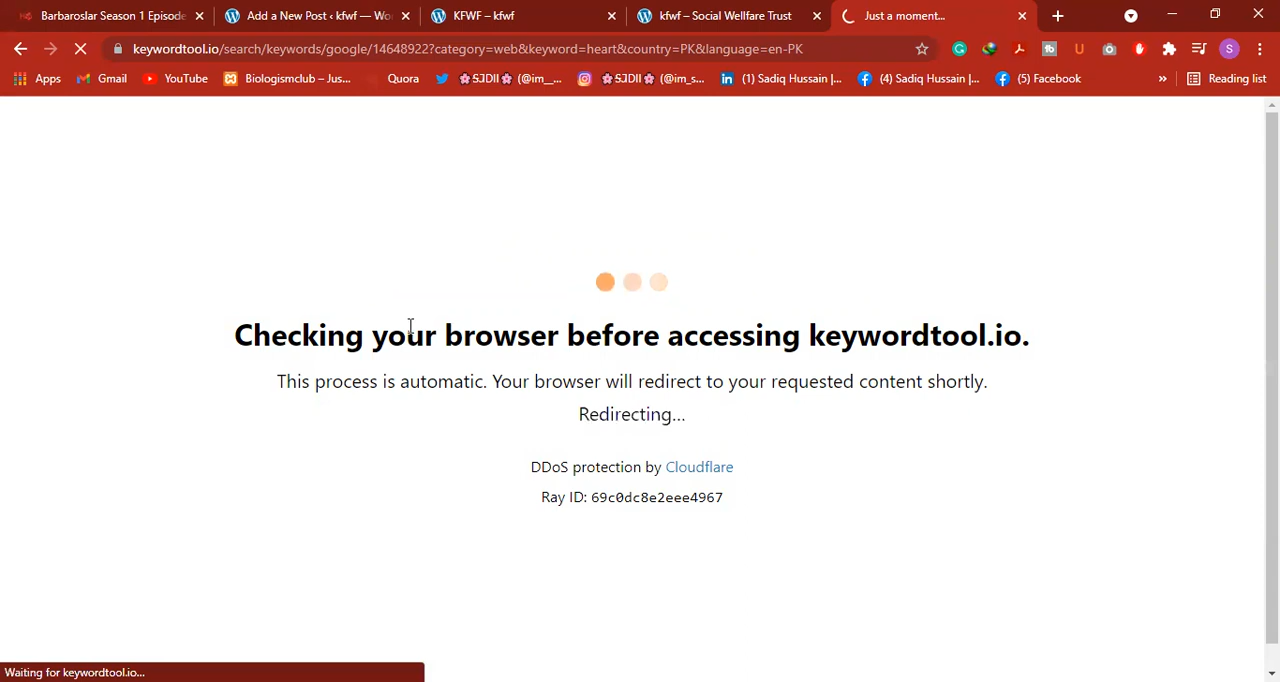 Barbaroslar Season 1 Episode
Add a New Post ‹ kfwf — Wo
KFWF – kfwf
kfwf – Social Wellfare Trust
Just a moment...
keywordtool.io/search/keywords/google/14648922?category=web&keyword=heart&country=PK&language=en-PK
Apps
Gmail
YouTube
Biologismclub – Jus...
Quora
🌸SJDII🌸 (@im__...
🌸SJDII🌸 (@im_s...
(1) Sadiq Hussain |...
(4) Sadiq Hussain |...
(5) Facebook
»
Reading list
Checking your browser before accessing keywordtool.io.
This process is automatic. Your browser will redirect to your requested content shortly.
Redirecting...
DDoS protection by Cloudflare
Ray ID: 69c0dc8e2eee4967
Waiting for keywordtool.io...